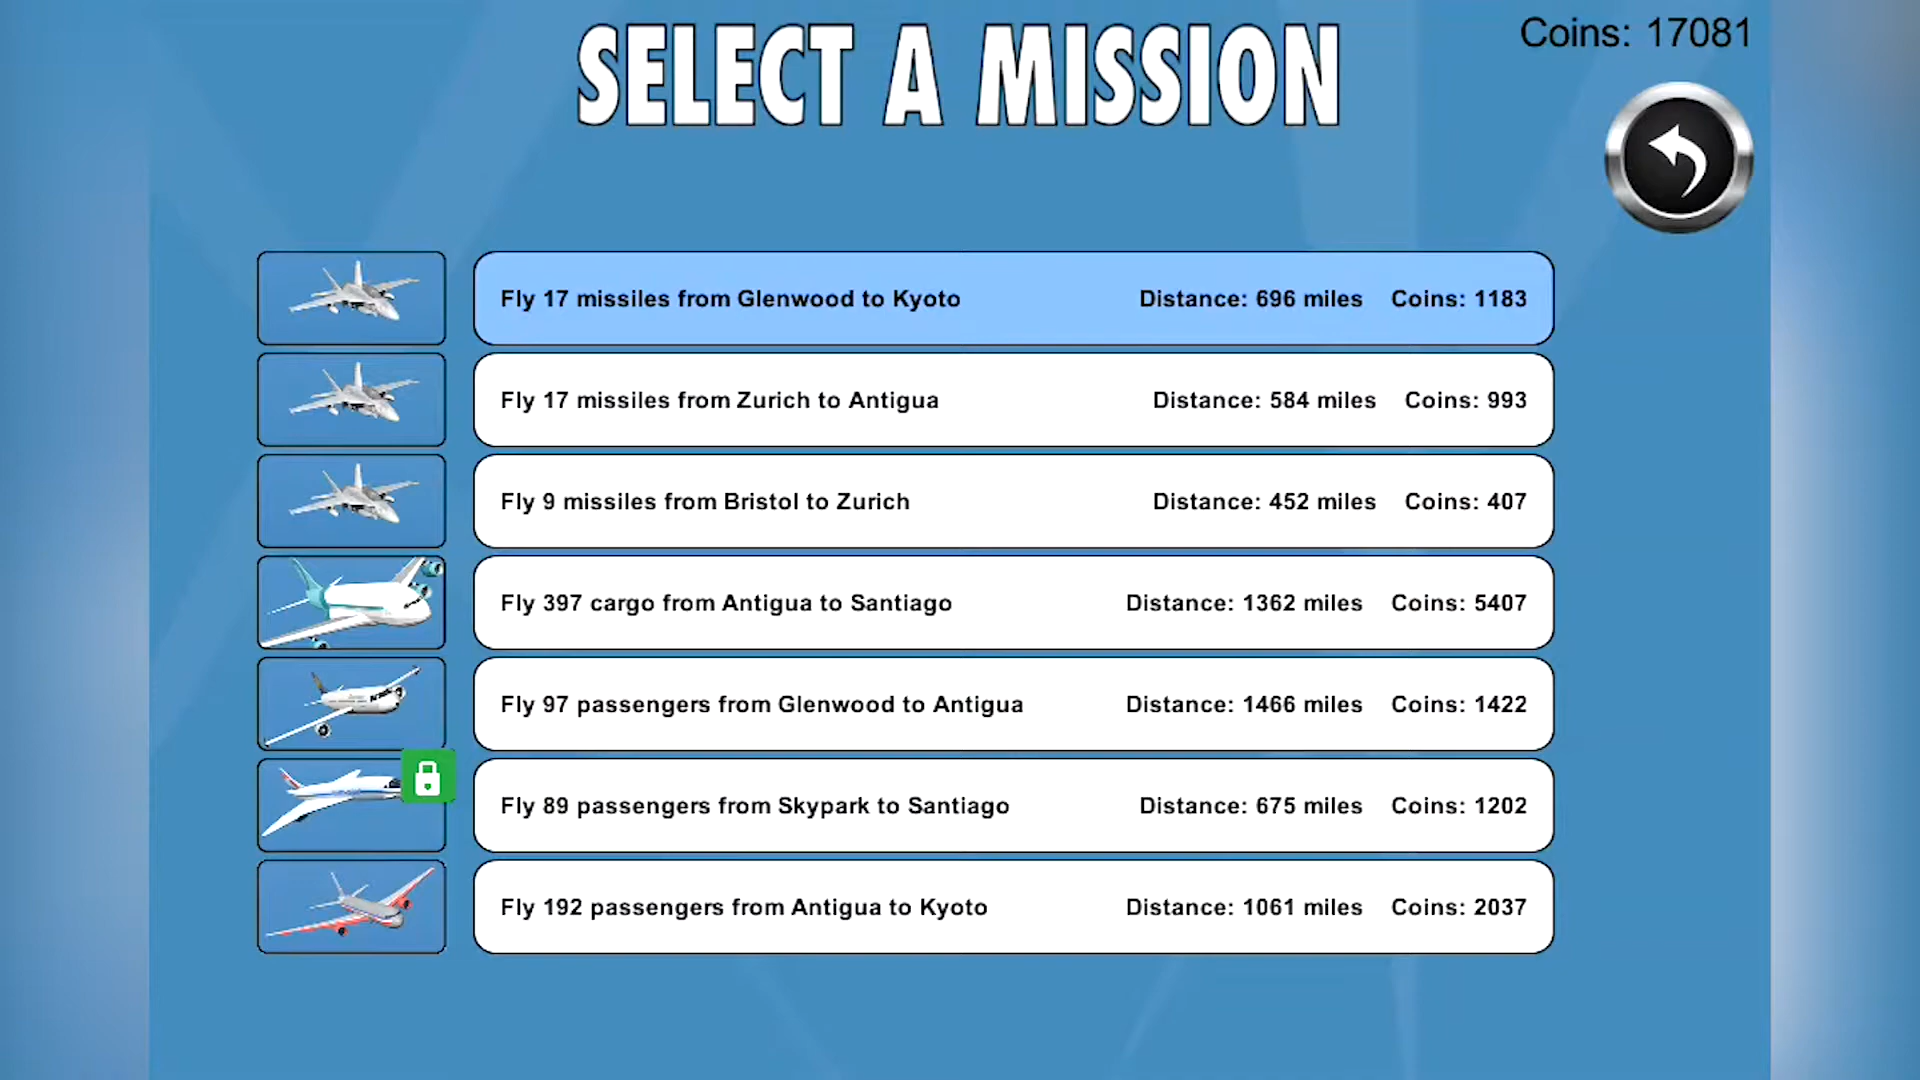 SELECT A MISSION
Coins: 17081
Fly 17 missiles from Glenwood to Kyoto Distance: 696 miles Coins: 1183
Fly 17 missiles from Zurich to Antigua Distance: 584 miles Coins: 993
Fly 9 missiles from Bristol to Zurich Distance: 452 miles Coins: 407
Fly 397 cargo from Antigua to Santiago Distance: 1362 miles Coins: 5407
Fly 97 passengers from Glenwood to Antigua Distance: 1466 miles Coins: 1422
Fly 89 passengers from Skypark to Santiago Distance: 675 miles Coins: 1202
Fly 192 passengers from Antigua to Kyoto Distance: 1061 miles Coins: 2037